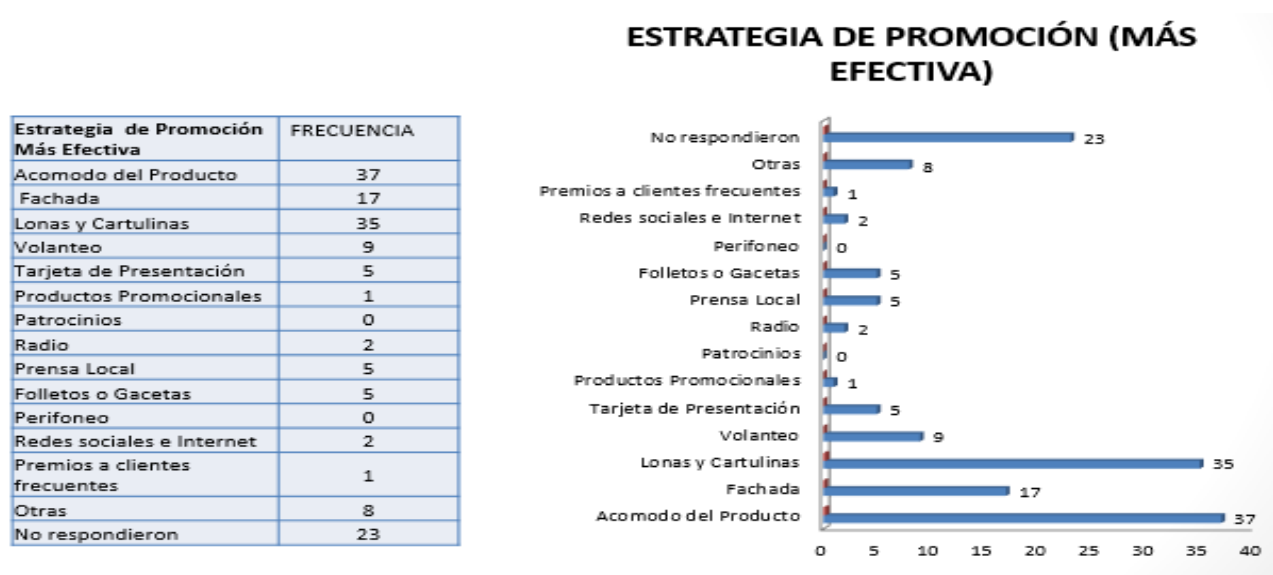 ESTRATEGIA DE PROMOCIÓN (MÁS
EFECTIVA)
Estrategia de Promoción FRECUENCIA
Más Efectiva
Acomodo del Producto 37
Fachada 17
Lonas y Cartulinas 35
Volanteo 9
Tarjeta de Presentación 5
Productos Promocionales 1
Patrocinios 0
Radio 2
Prensa Local 5
Folletos o Gacetas 5
Perifoneo 0
Redes sociales e Internet 2
Premios a clientes
frecuentes 1
Otras 8
No respondieron 23
No respondieron 23
Otras 8
Premios a clientes frecuentes 1
Redes sociales e Internet 2
Perifoneo 0
Folletos o Gacetas 5
Prensa Local 5
Radio 2
Patrocinios 0
Productos Promocionales 1
Tarjeta de Presentación 5
Volanteo 9
Lonas y Cartulinas 35
Fachada 17
Acomodo del Producto 37
0 5 10 15 20 25 30 35 40